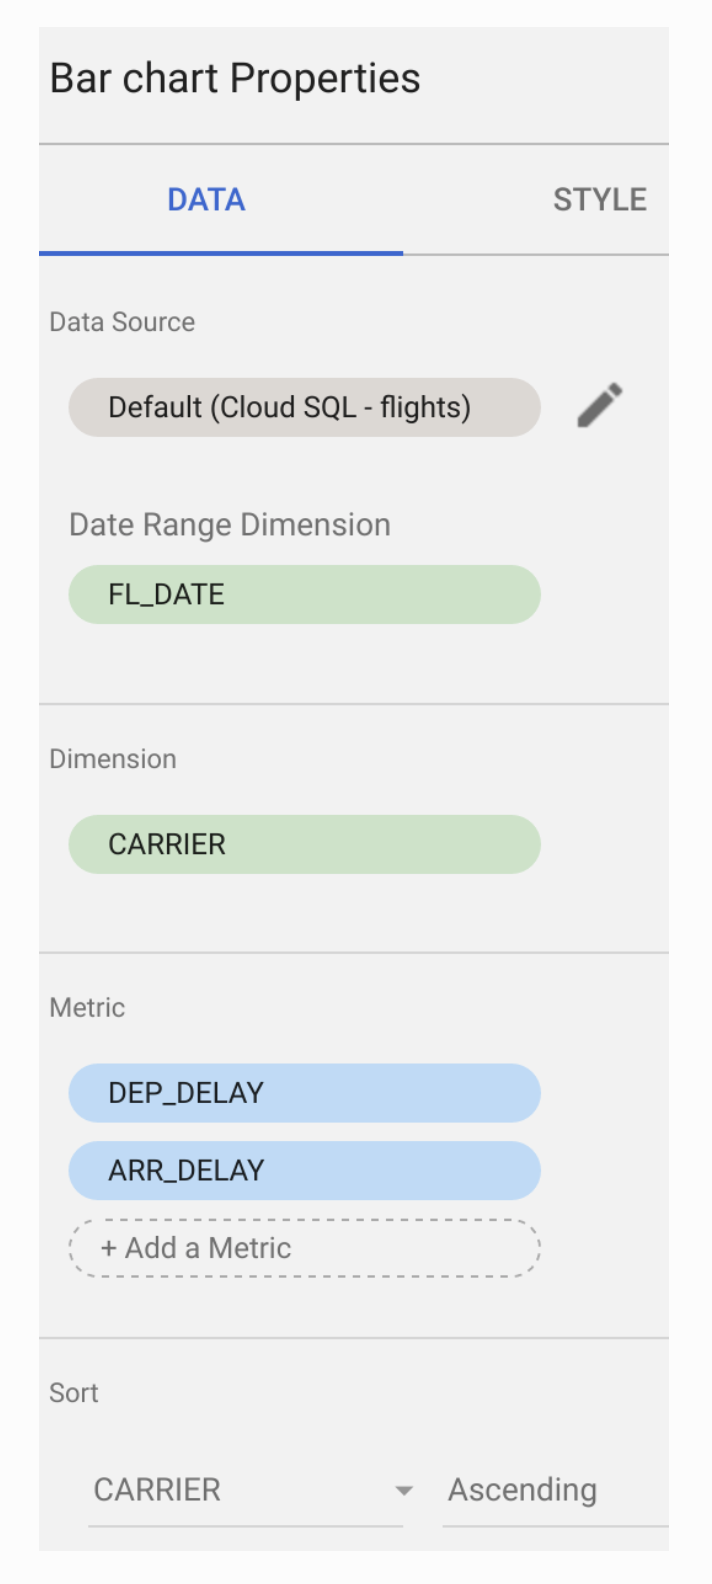 Bar chart Properties
DATA STYLE
Data Source
Default (Cloud SQL - flights)
Date Range Dimension
FL_DATE
Dimension
CARRIER
Metric
DEP_DELAY
ARR_DELAY
+ Add a Metric
Sort
CARRIER Ascending